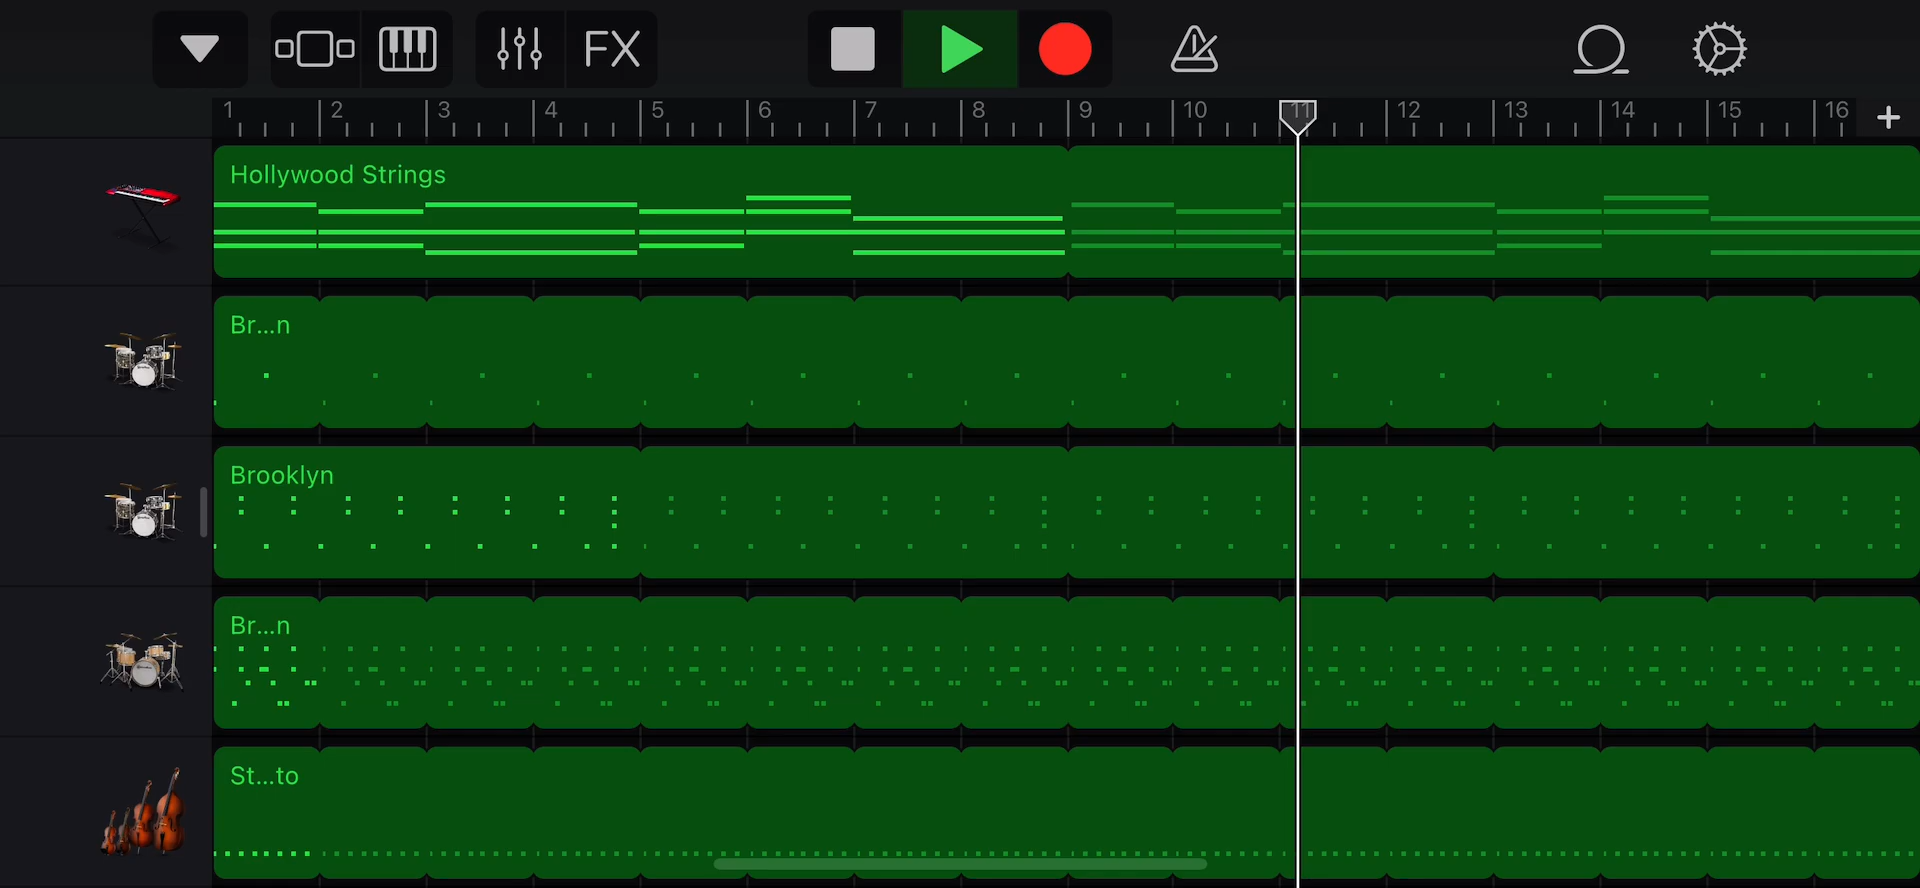 FX
1 2 3 4 5 6 7 8 9 10 11 12 13 14 15 16 +
Hollywood Strings
Br...n
Brooklyn
Br...n
St...to